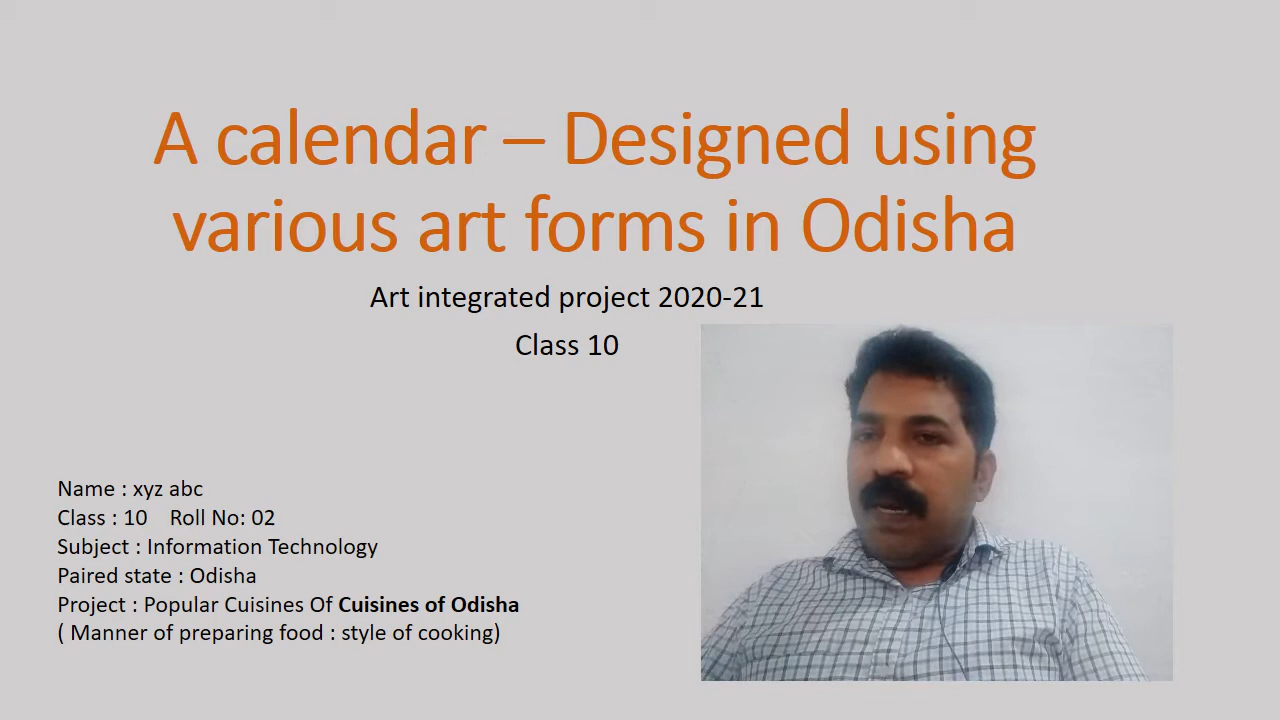 A calendar – Designed using
various art forms in Odisha
Art integrated project 2020-21
Class 10
Name : xyz abc
Class : 10    Roll No: 02
Subject : Information Technology
Paired state : Odisha
Project : Popular Cuisines Of Cuisines of Odisha
( Manner of preparing food : style of cooking)